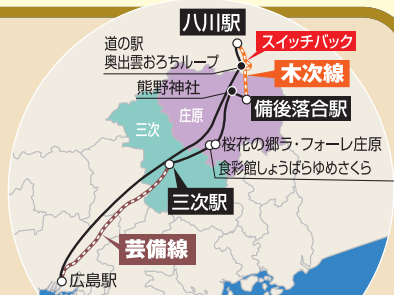 八川駅
道の駅
奥出雲おろちループ
スイッチバック
木次線
熊野神社
備後落合駅
庄原
三次
桜花の郷ラ・フォーレ庄原
食彩館しょうばらゆめさくら
三次駅
芸備線
広島駅